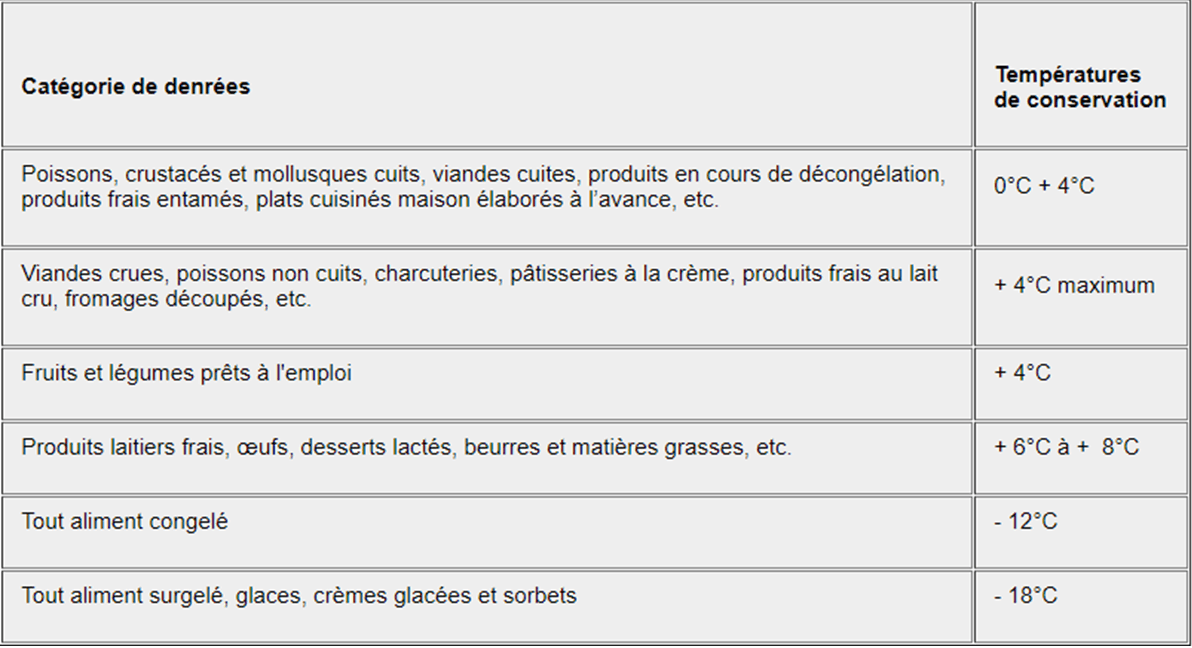 Catégorie de denrées
Températures
de conservation
Poissons, crustacés et mollusques cuits, viandes cuites, produits en cours de décongélation,
produits frais entamés, plats cuisinés maison élaborés à l’avance, etc.
0°C + 4°C
Viandes crues, poissons non cuits, charcuteries, pâtisseries à la crème, produits frais au lait
cru, fromages découpés, etc.
+ 4°C maximum
Fruits et légumes prêts à l'emploi
+ 4°C
Produits laitiers frais, œufs, desserts lactés, beurres et matières grasses, etc.
+ 6°C à +  8°C
Tout aliment congelé
- 12°C
Tout aliment surgelé, glaces, crèmes glacées et sorbets
- 18°C